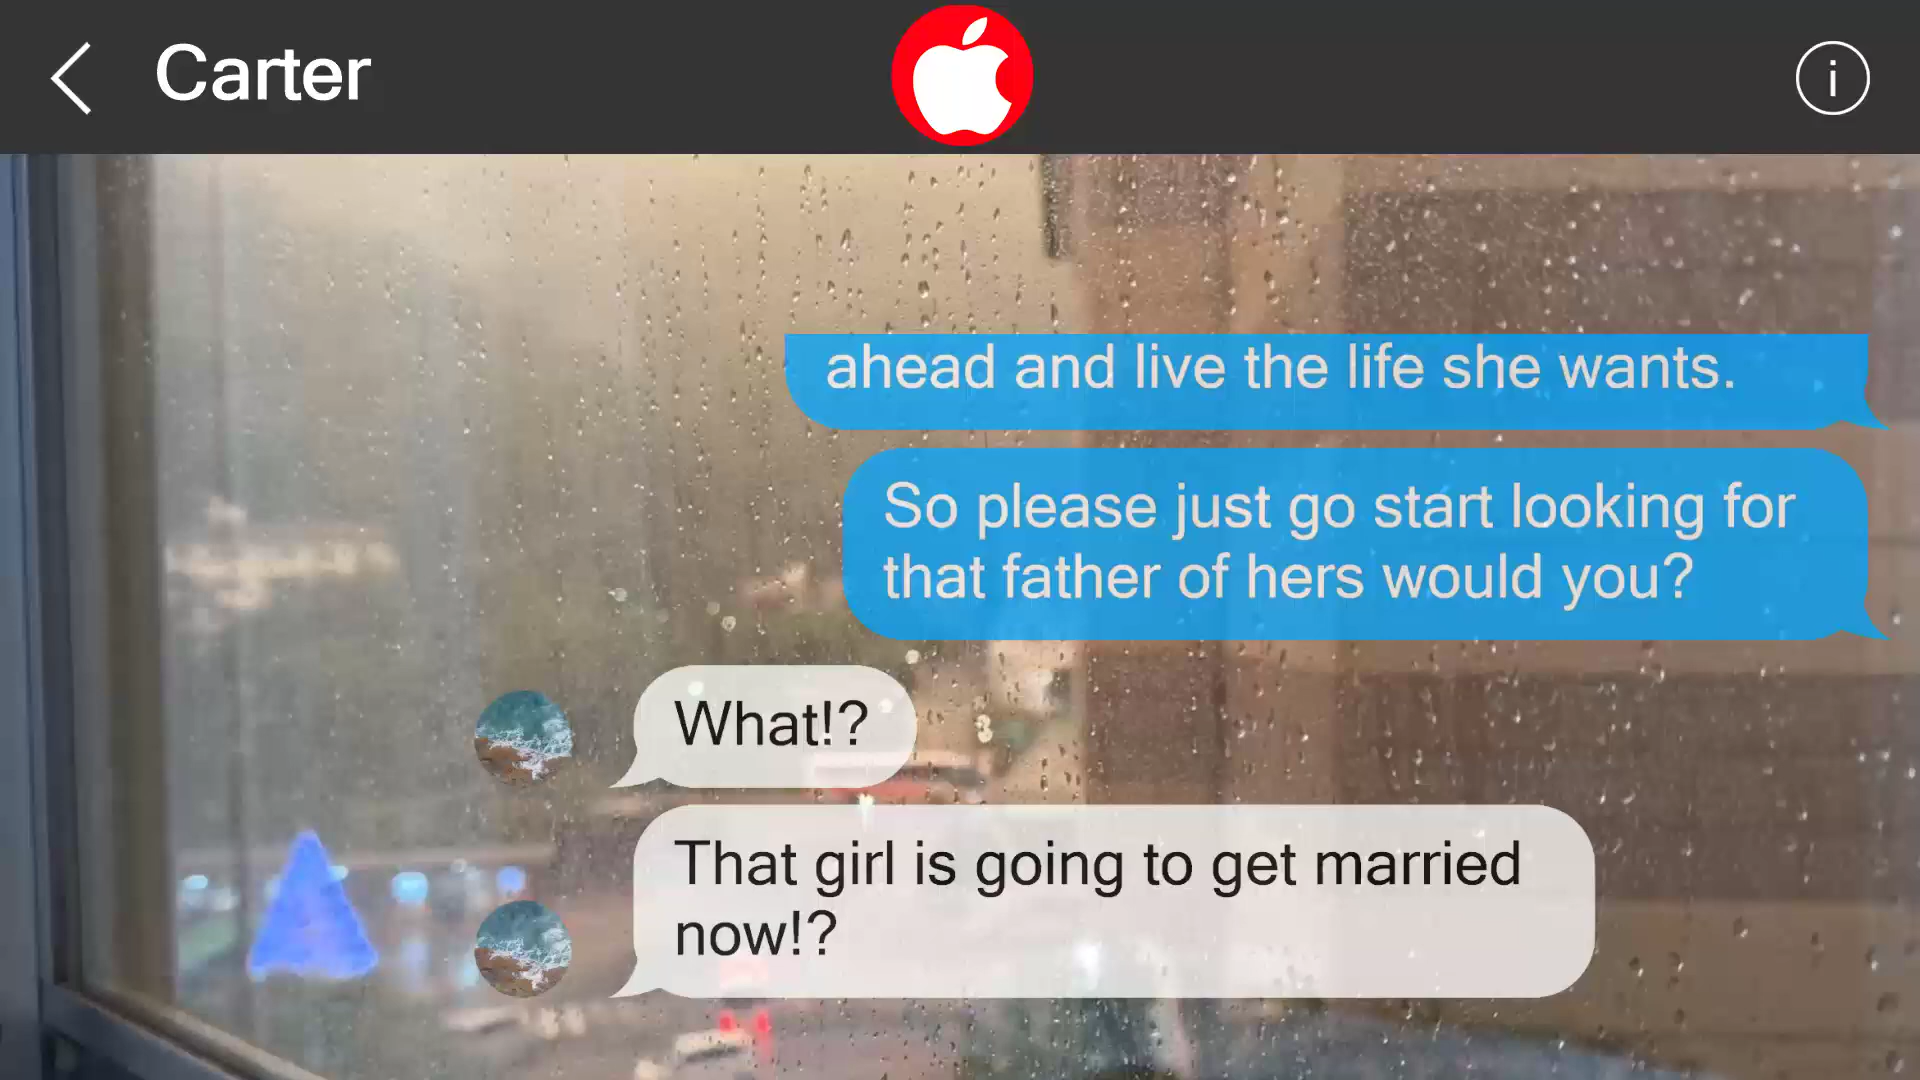 Carter
i
ahead and live the life she wants.
So please just go start looking for
that father of hers would you?
What!?
That girl is going to get married
now!?